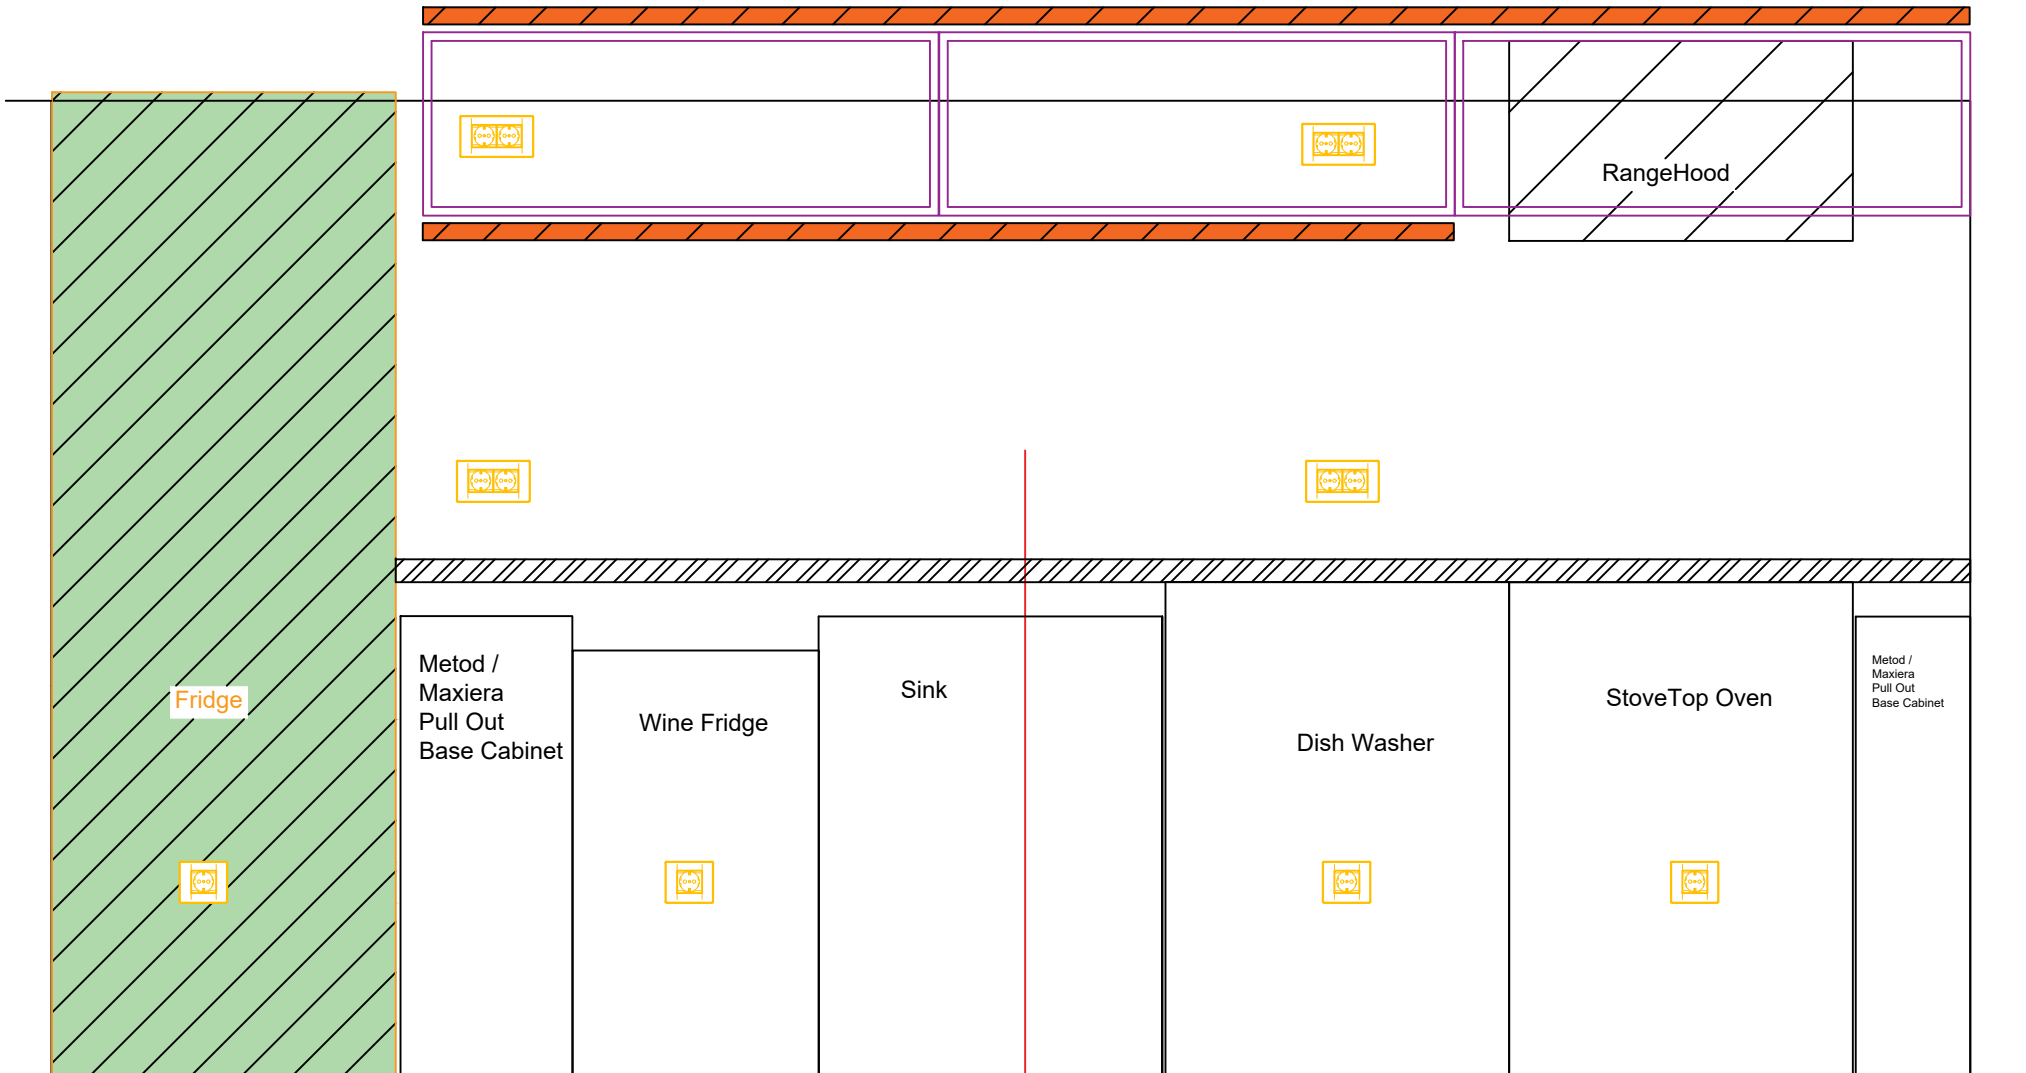 RangeHood
Fridge
Metod /
Maxiera
Pull Out
Base Cabinet
Wine Fridge
Sink
Dish Washer
StoveTop Oven
Metod /
Maxiera
Pull Out
Base Cabinet